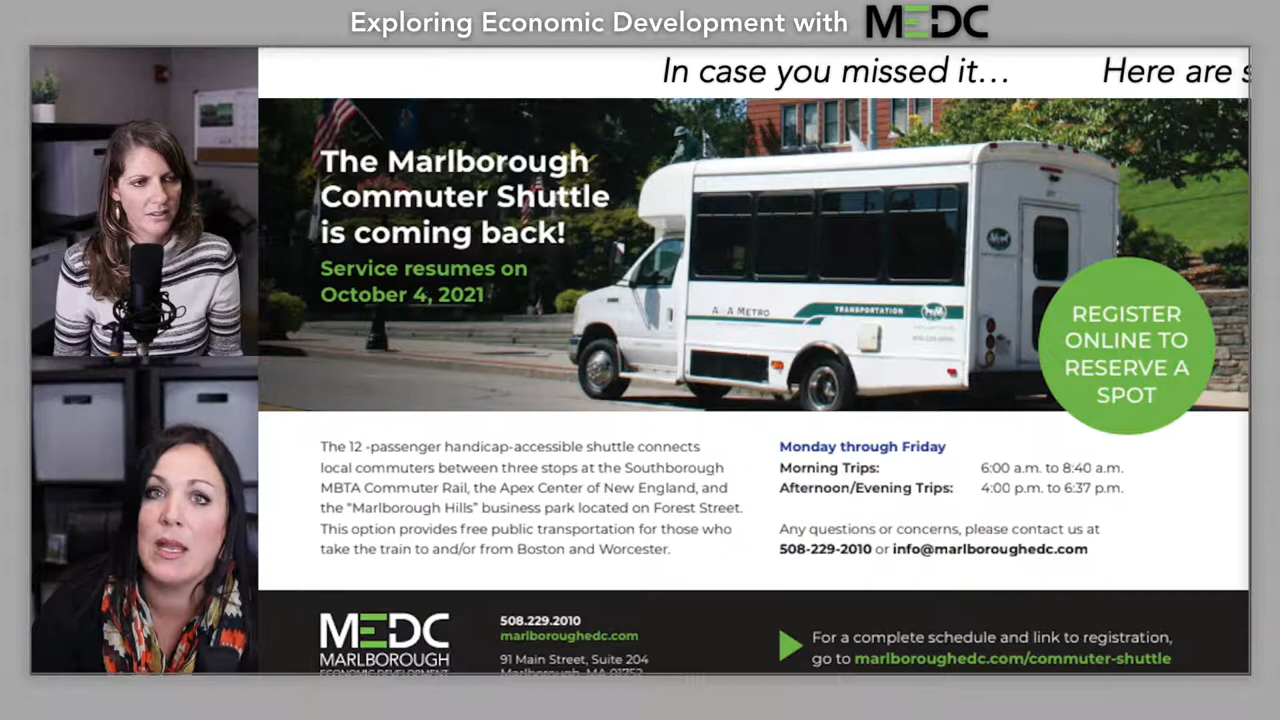 Exploring Economic Development with MEDC
In case you missed it... Here are
The Marlborough
Commuter Shuttle
is coming back!
Service resumes on
October 4, 2021
METRO
TRANSPORTATION
REGISTER
ONLINE TO
RESERVE A
SPOT
The 12 -passenger handicap-accessible shuttle connects
local commuters between three stops at the Southborough
MBTA Commuter Rail, the Apex Center of New England, and
the “Marlborough Hills” business park located on Forest Street.
This option provides free public transportation for those who
take the train to and/or from Boston and Worcester.
Monday through Friday
Morning Trips: 6:00 a.m. to 8:40 a.m.
Afternoon/Evening Trips: 4:00 p.m. to 6:37 p.m.
Any questions or concerns, please contact us at
508-229-2010 or info@marlboroughedc.com
MEDC
MARLBOROUGH
ECONOMIC DEVELOPMENT
508.229.2010
marlboroughedc.com
91 Main Street, Suite 204
Marlborough, MA 01752
For a complete schedule and link to registration,
go to marlboroughedc.com/commuter-shuttle